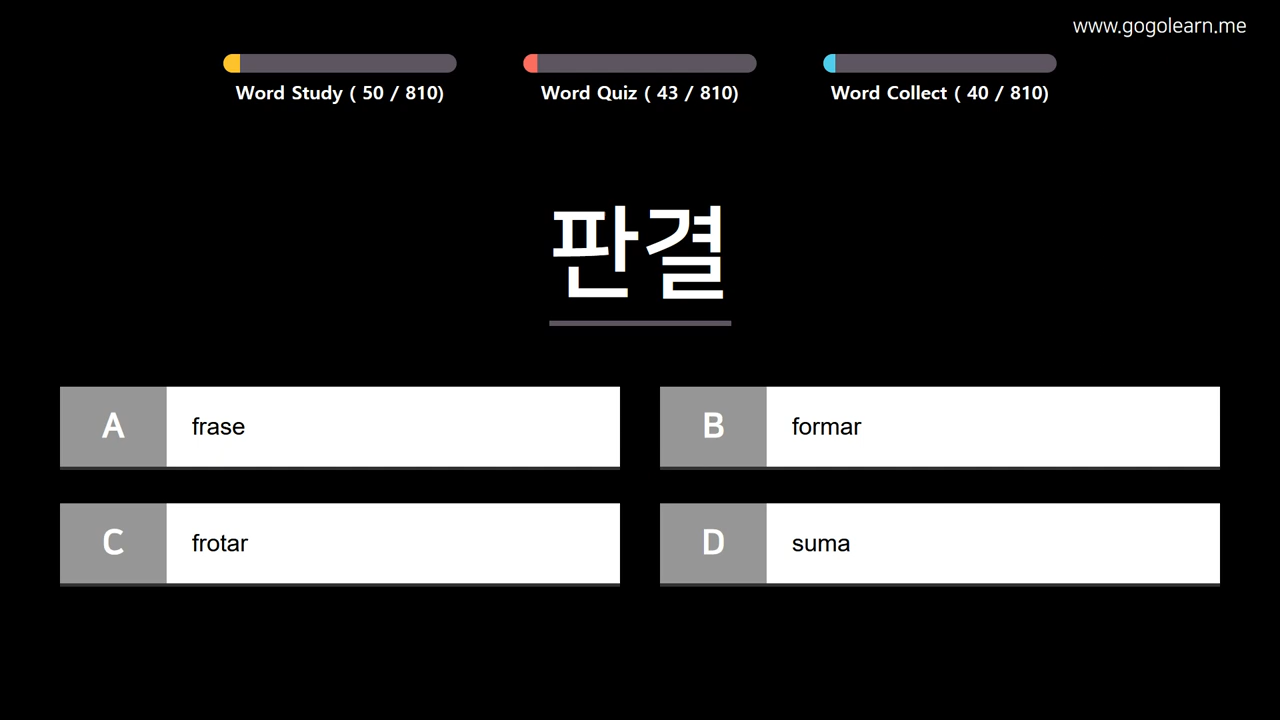 www.gogolearn.me
Word Study ( 50 / 810)
Word Quiz ( 43 / 810)
Word Collect ( 40 / 810)
판결
A frase
B formar
C frotar
D suma